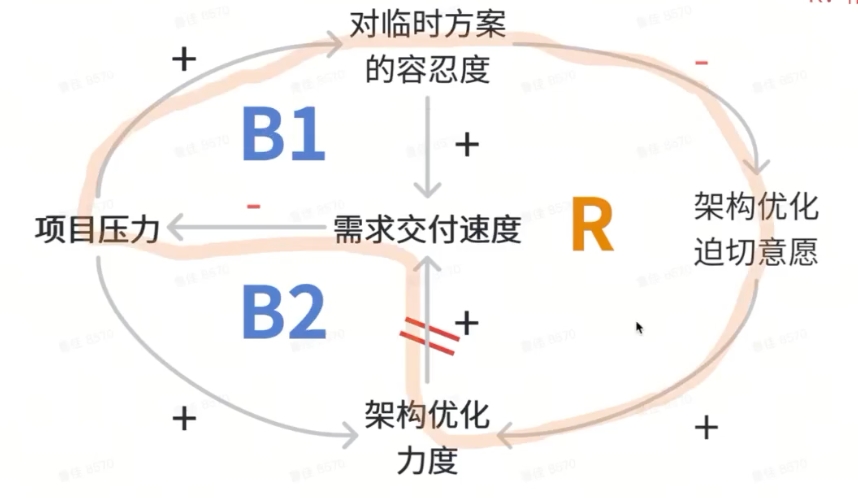 对临时方案
的容忍度
+
-
B1
+
项目压力
-
需求交付速度
R
架构优化
迫切意愿
B2
+
+
架构优化
力度
+